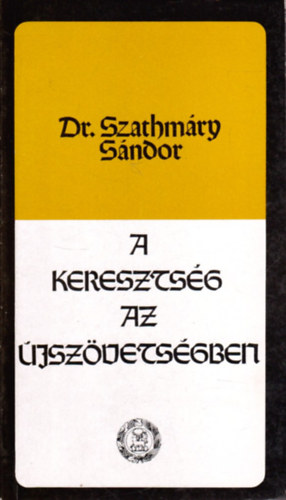 Dr. Szathmáry
Sándor
A
KERESZTSÉG
AZ
ÚJSZÖVETSÉGBEN